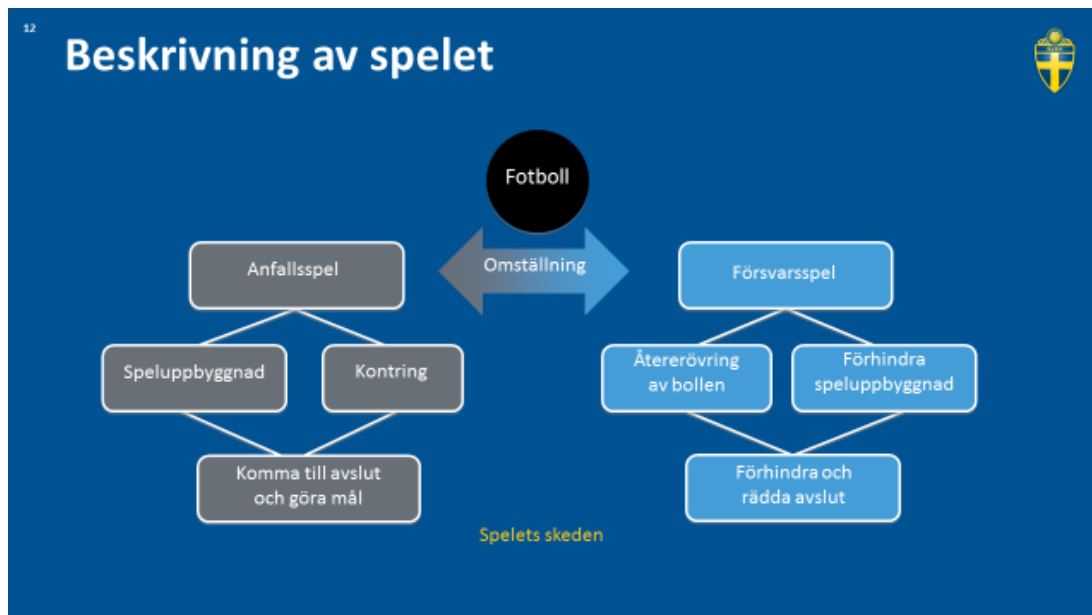 12
Beskrivning av spelet
Fotboll
Omställning
Anfallsspel
Försvarsspel
Speluppbyggnad
Kontring
Återerövring
av bollen
Förhindra
speluppbyggnad
Komma till avslut
och göra mål
Förhindra och
rädda avslut
Spelets skeden